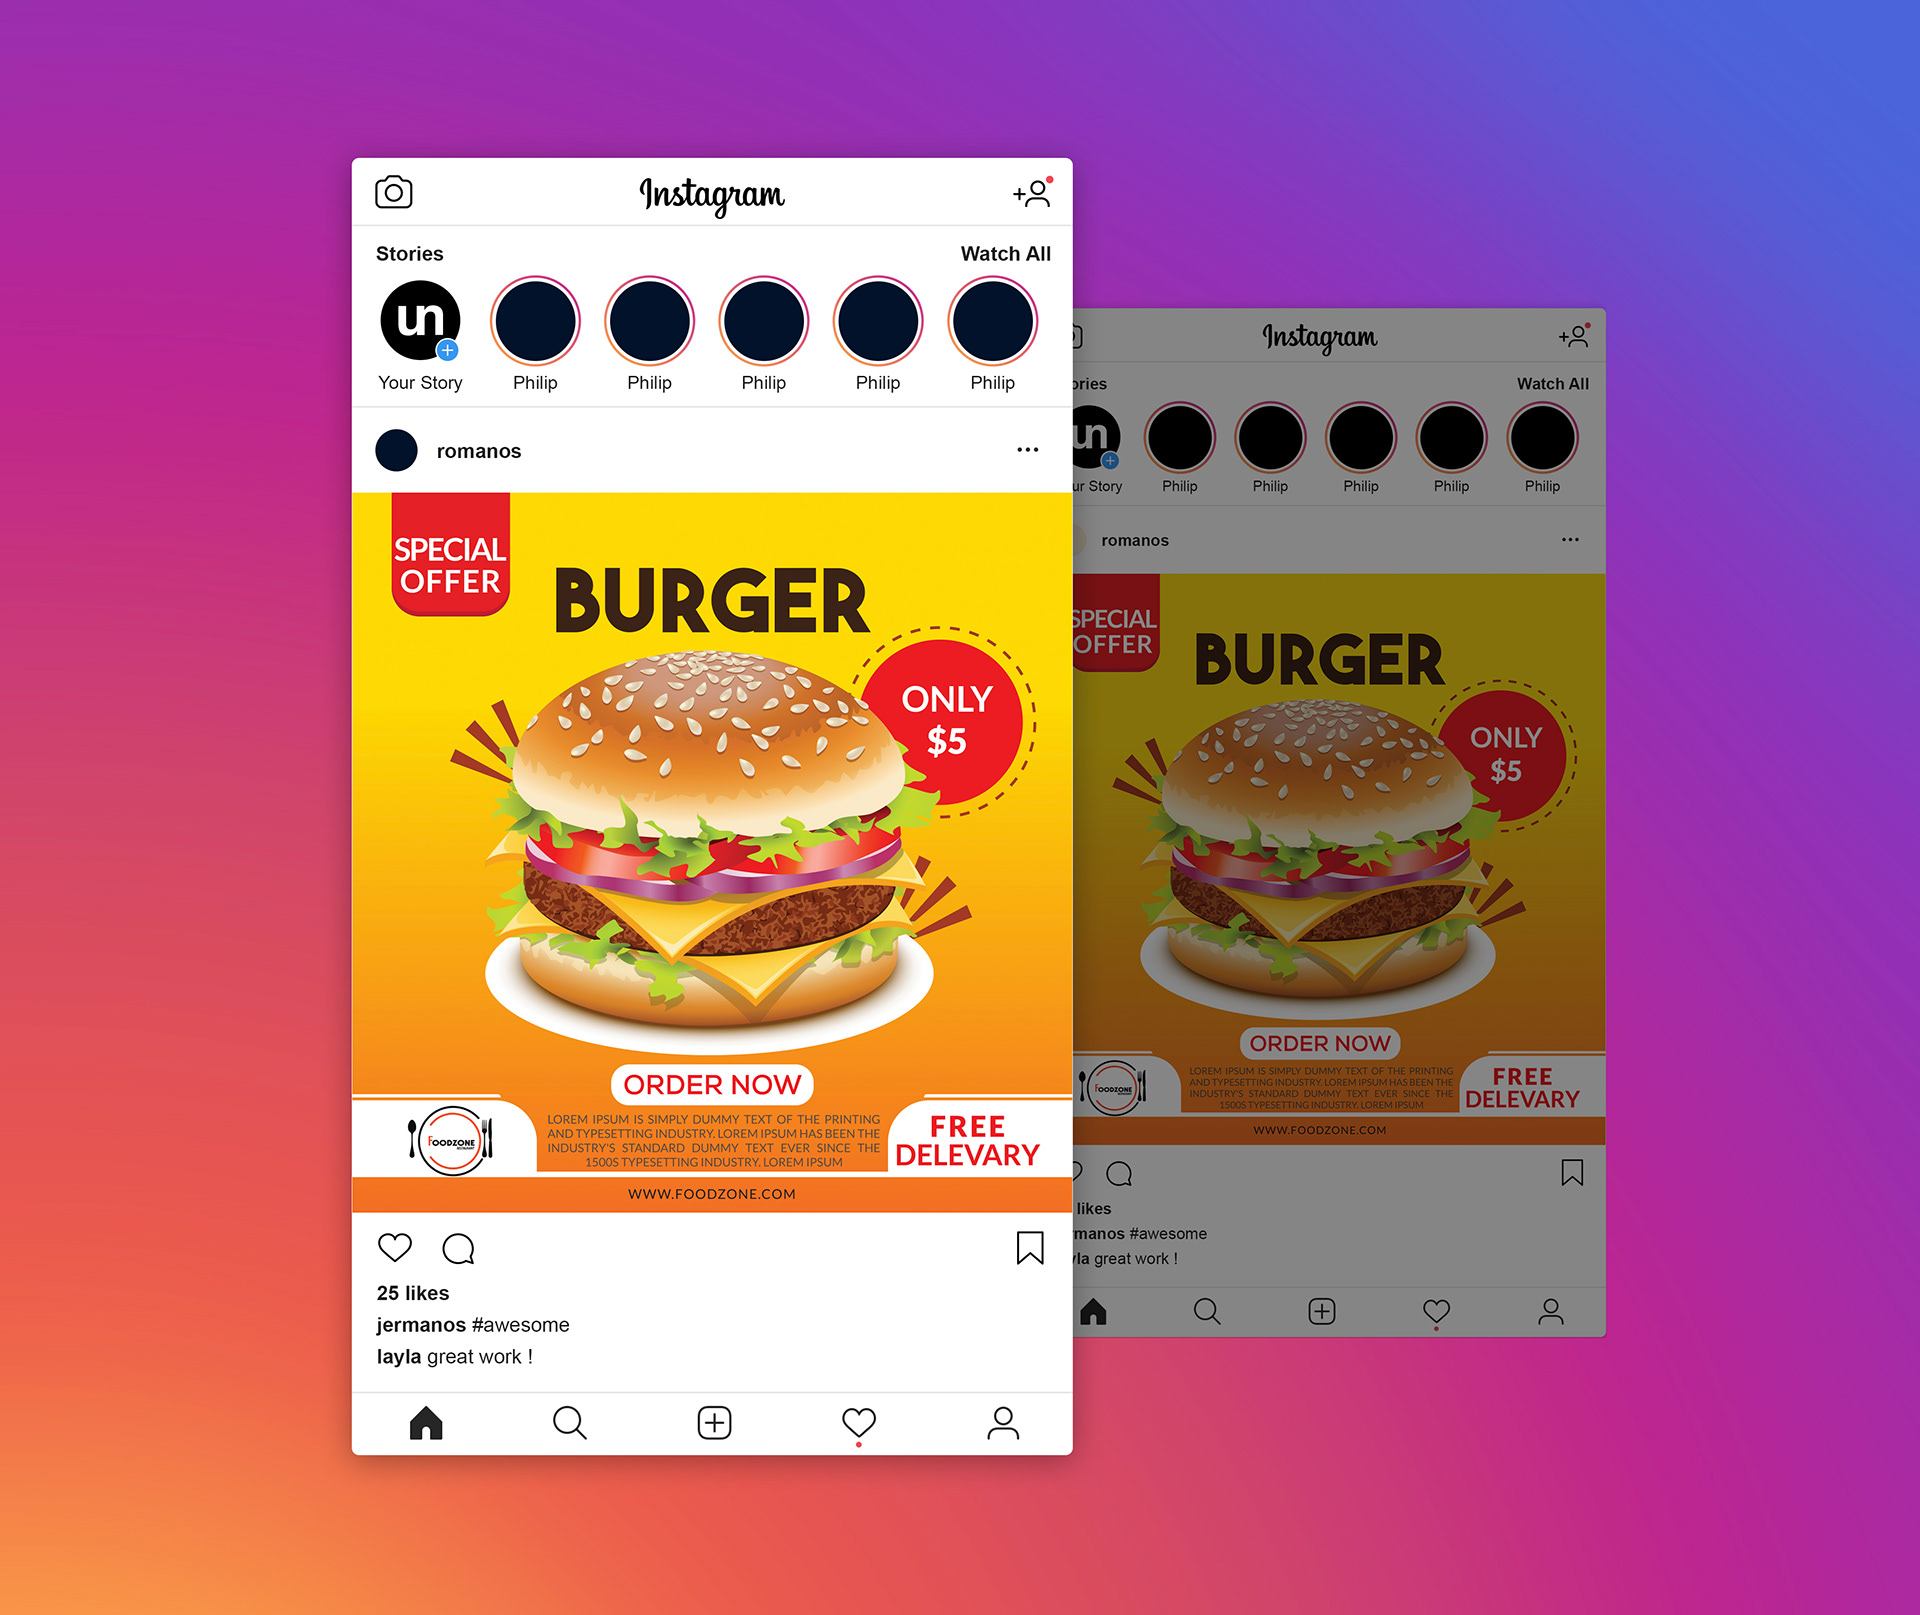 Instagram
Stories
Watch All
un
Your Story
Philip
Philip
Philip
Philip
Philip
romanos
SPECIAL
OFFER
BURGER
ONLY
$5
ORDER NOW
FOODZONE
RESTAURANT
LOREM IPSUM IS SIMPLY DUMMY TEXT OF THE PRINTING
AND TYPESETTING INDUSTRY. LOREM IPSUM HAS BEEN THE
INDUSTRY'S STANDARD DUMMY TEXT EVER SINCE THE
1500S TYPESETTING INDUSTRY, LOREM IPSUM
FREE
DELEVARY
WWW.FOODZONE.COM
25 likes
jermanos #awesome
layla great work !
Instagram
ories
Watch All
un
ur Story
Philip
Philip
Philip
Philip
Philip
romanos
SPECIAL
OFFER
BURGER
ONLY
$5
ORDER NOW
FOODZONE
LOREM IPSUM IS SIMPLY DUMMY TEXT OF THE PRINTING
AND TYPESETTING INDUSTRY. LOREM IPSUM HAS BEEN THE
INDUSTRY'S STANDARD DUMMY TEXT EVER SINCE THE
1500S TYPESETTING INDUSTRY, LOREM IPSUM
FREE
DELEVARY
WWW.FOODZONE.COM
likes
manos #awesome
la great work !